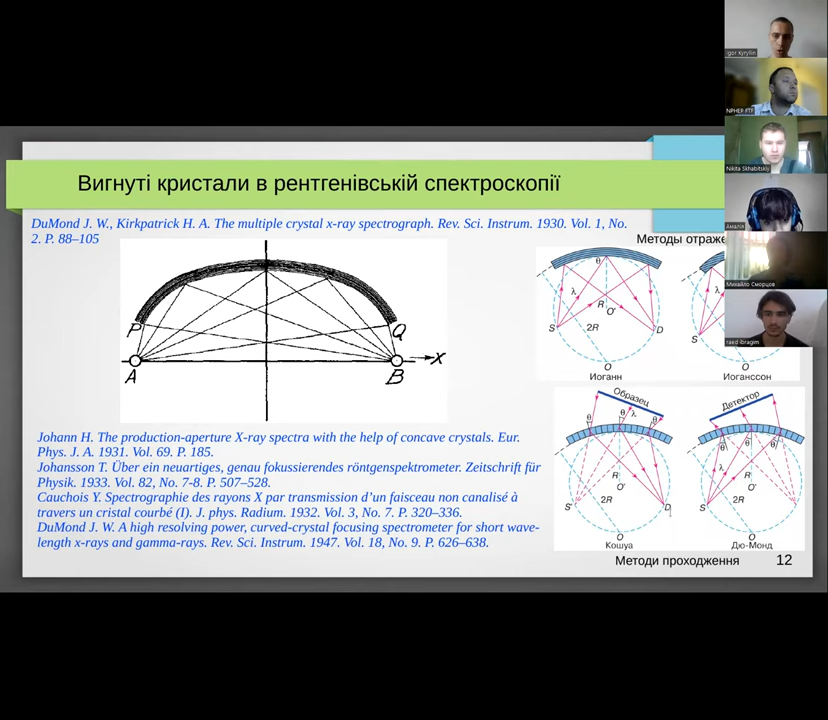 Вигнуті кристали в рентгенівській спектроскопії
DuMond J. W., Kirkpatrick H. A. The multiple crystal x-ray spectrograph. Rev. Sci. Instrum. 1930. Vol. 1, No.
2. P. 88–105
P
Q
A
B
X
Johann H. The production-aperture X-ray spectra with the help of concave crystals. Eur.
Phys. J. A. 1931. Vol. 69. P. 185.
Johansson T. Über ein neuartiges, genau fokussierendes röntgenspektrometer. Zeitschrift für
Physik. 1933. Vol. 82, No. 7-8. P. 507–528.
Cauchois Y. Spectrographie des rayons X par transmission d’un faisceau non canalisé à
travers un cristal courbé (I). J. phys. Radium. 1932. Vol. 3, No. 7. P. 320–336.
DuMond J. W. A high resolving power, curved-crystal focusing spectrometer for short wave-
length x-rays and gamma-rays. Rev. Sci. Instrum. 1947. Vol. 18, No. 9. P. 626–638.
Методы отраже
θ
λ
R
O'
S
2R
D
O
Иоганн
λ
S
O
Иоганссон
Образец
θ
θ
λ
θ
R
O'
S'
2R
D
O
Кошуа
Детектор
θ
θ
θ
R
O'
S
2R
S'
O
Дю-Монд
Методи проходження
12
Igor Kyryllin
NPHEP FTF
Nikita Skhabitskiy
Амалія
Михайло Сморцов
raed ibragim